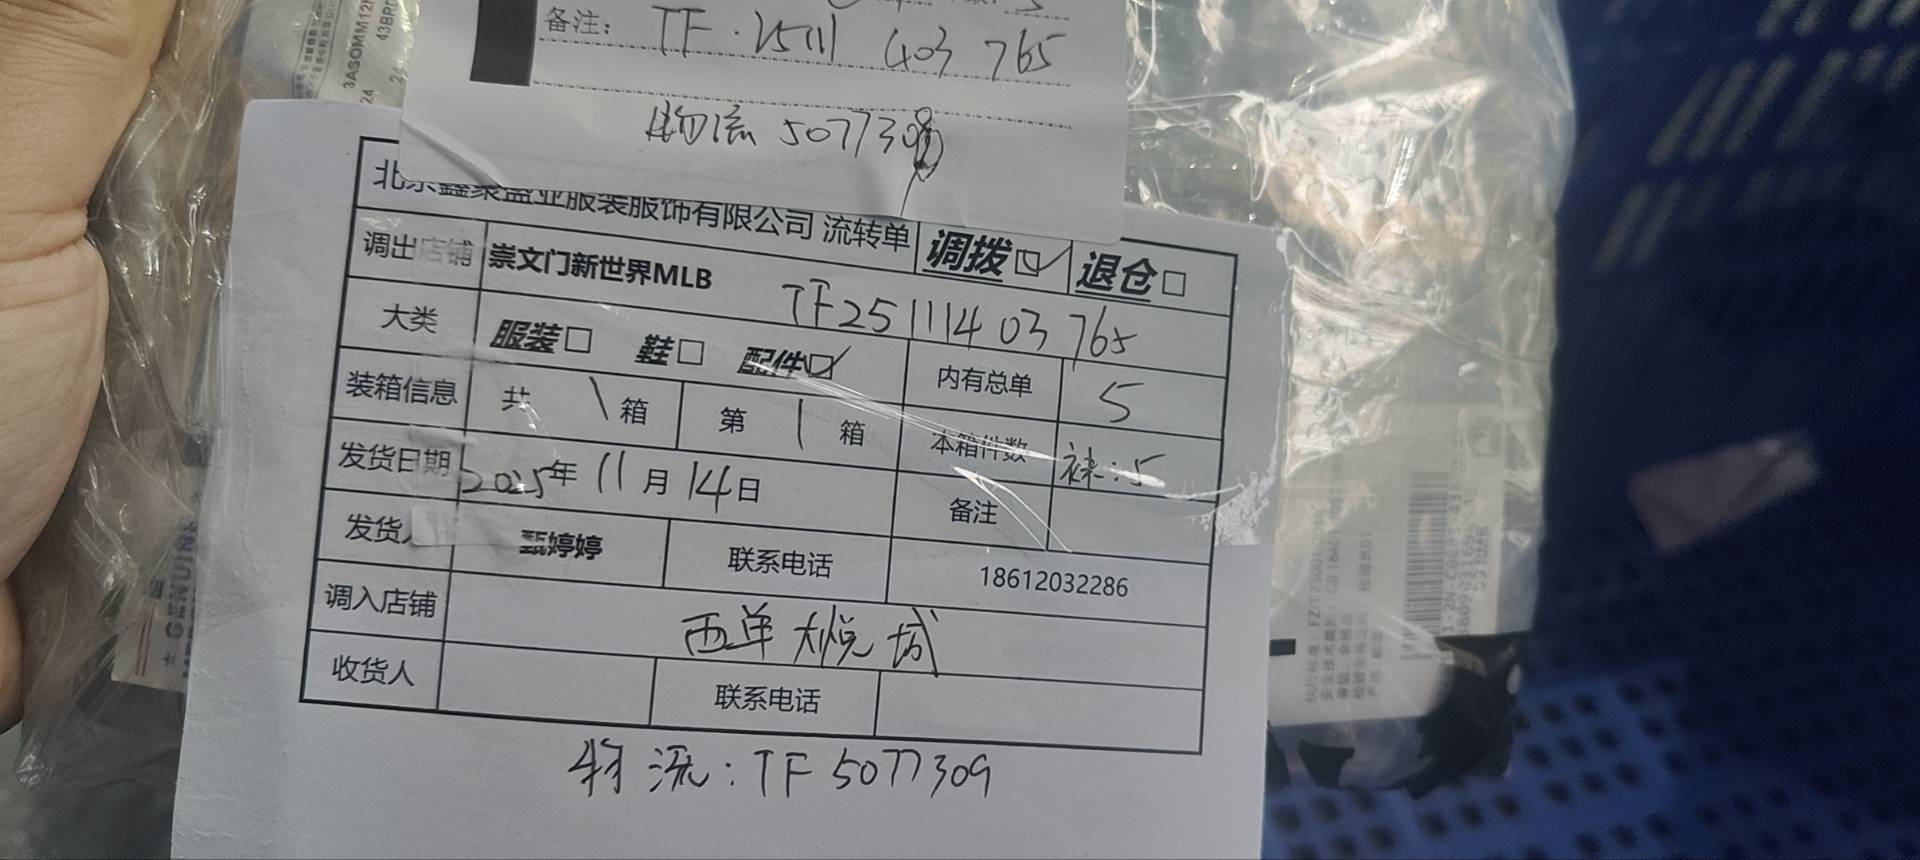 备注: TF·25111 403 765
物流 507730
3ASOMM12
43BR
24
北京鑫聚盛业服装服饰有限公司 流转单 调拨☑ 退仓□
调出店铺 崇文门新世界MLB TF25111403765
大类 服装□ 鞋□ 配件☑ 内有总单 5
装箱信息 共 1 箱 第 1 箱 本箱件数 袜:5
发货日期 2025年 11月 14日 备注
发货人 甄婷婷 联系电话 18612032286
调入店铺 西单大悦城
收货人 联系电话
物流: TF 5077309